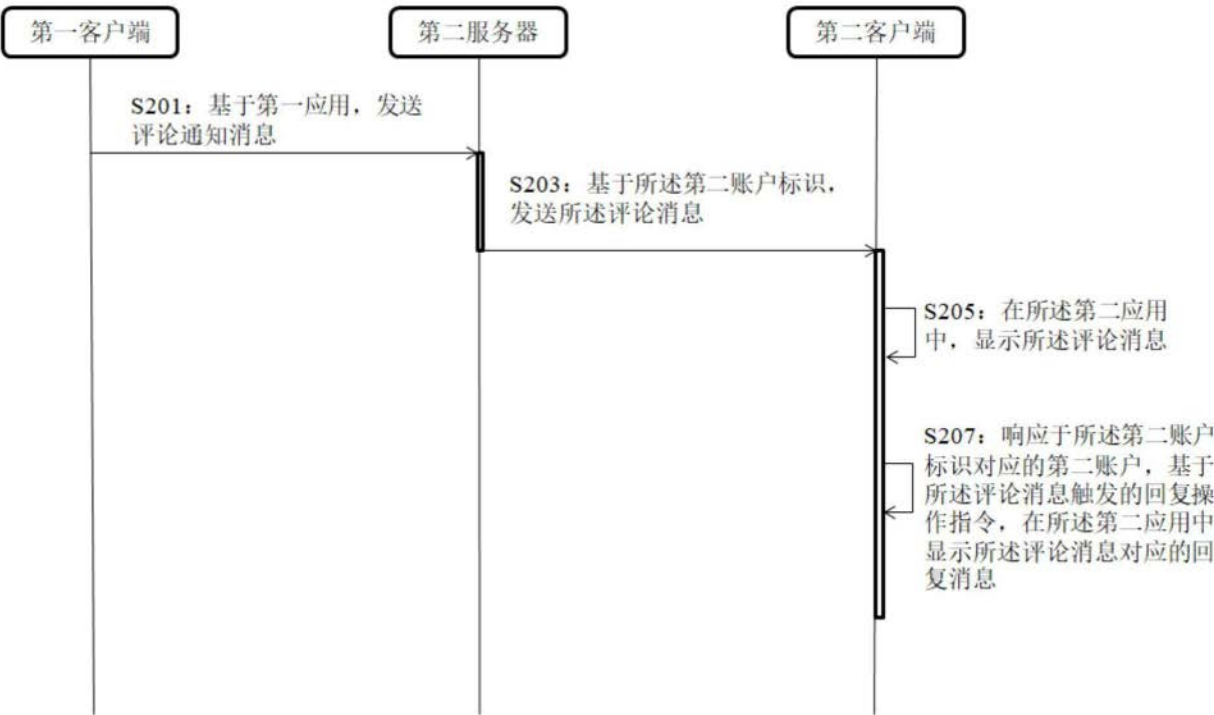 第一客户端
第二服务器
第二客户端
S201：基于第一应用，发送
评论通知消息
S203：基于所述第二账户标识，
发送所述评论消息
S205：在所述第二应用
中，显示所述评论消息
S207：响应于所述第二账户
标识对应的第二账户，基于
所述评论消息触发的回复操
作指令，在所述第二应用中
显示所述评论消息对应的回
复消息